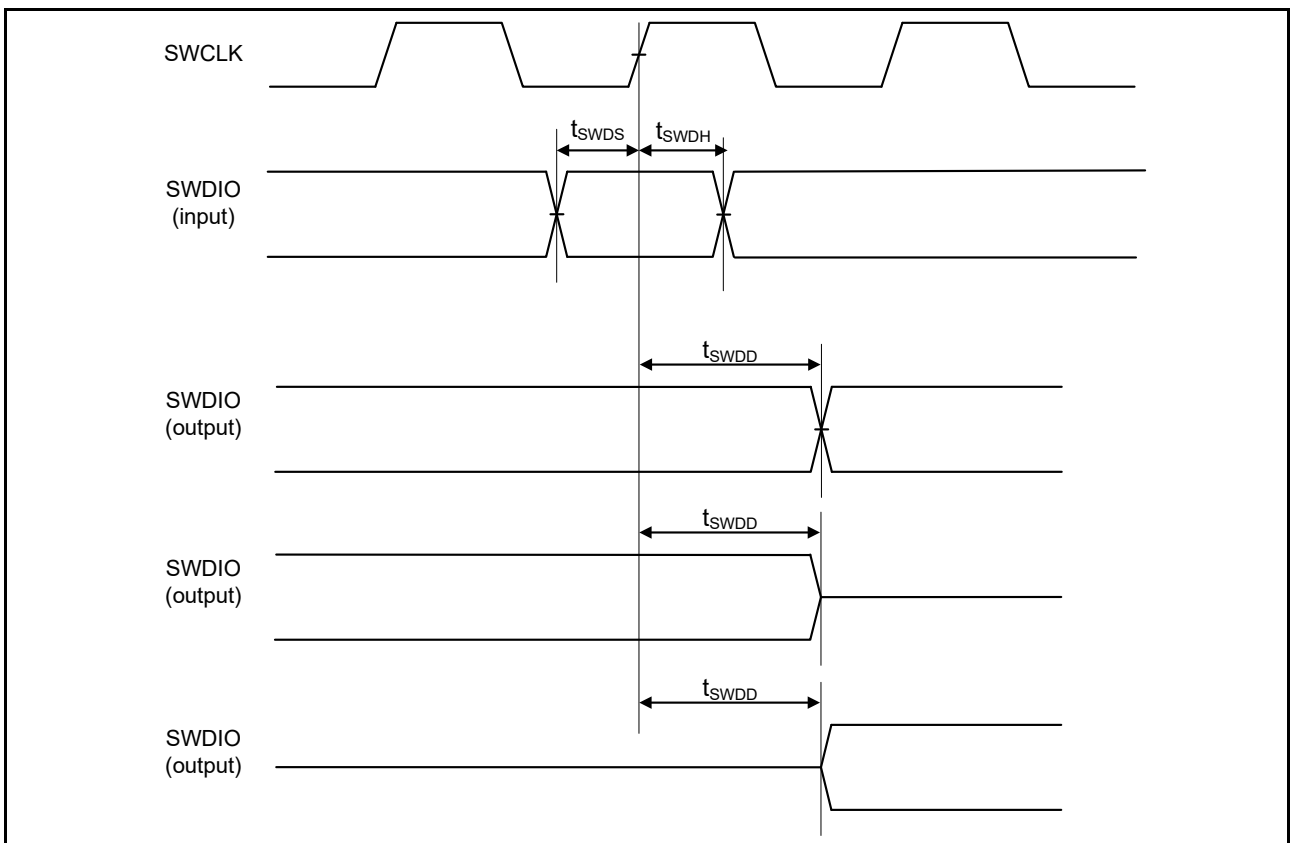 SWCLK
tSWDS tSWDH
SWDIO
(input)
tSWDD
SWDIO
(output)
tSWDD
SWDIO
(output)
tSWDD
SWDIO
(output)